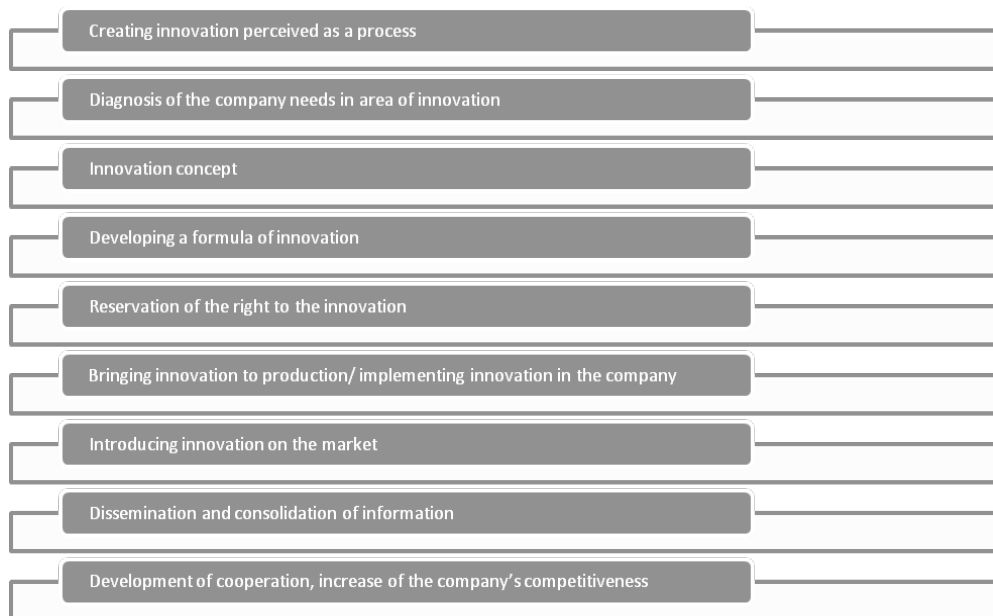 Creating innovation perceived as a process
Diagnosis of the company needs in area of innovation
Innovation concept
Developing a formula of innovation
Reservation of the right to the innovation
Bringing innovation to production/ implementing innovation in the company
Introducing innovation on the market
Dissemination and consolidation of information
Development of cooperation, increase of the company's competitiveness